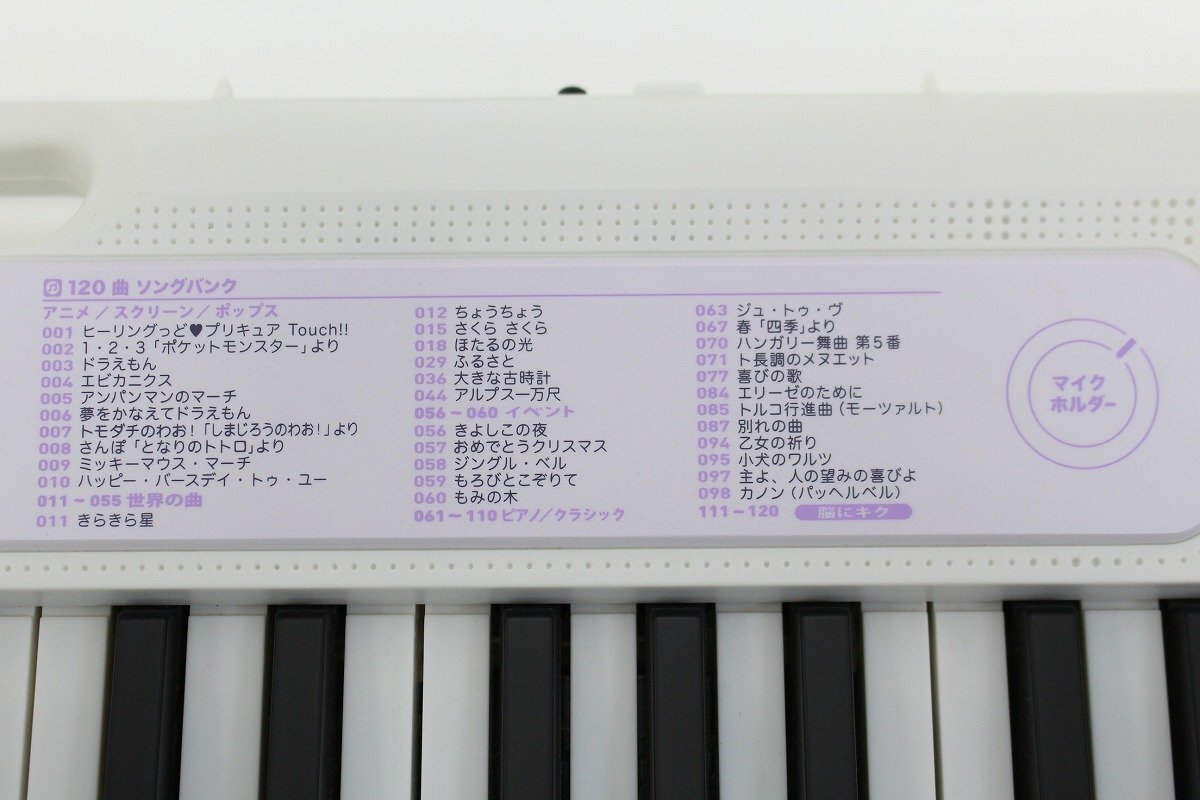 120 曲 ソングバンク
アニメ／スクリーン／ポップス
001 ヒーリングっど♥プリキュア Touch!!
002 1・2・3「ポケットモンスター」より
003 ドラえもん
004 エビカニクス
005 アンパンマンのマーチ
006 夢をかなえてドラえもん
007 トモダチのわお!「しまじろうのわお!」より
008 さんぽ「となりのトトロ」より
009 ミッキーマウス・マーチ
010 ハッピー・バースデイ・トゥ・ユー
011～055 世界の曲
011 きらきら星
012 ちょうちょう
015 さくら さくら
018 ほたるの光
029 ふるさと
036 大きな古時計
044 アルプス一万尺
056～060 イベント
056 きよしこの夜
057 おめでとうクリスマス
058 ジングル・ベル
059 もろびとこぞりて
060 もみの木
061～110 ピアノ／クラシック
063 ジュ・トゥ・ヴ
067 春「四季」より
070 ハンガリー舞曲 第5番
071 ト長調のメヌエット
077 喜びの歌
084 エリーゼのために
085 トルコ行進曲（モーツァルト）
087 別れの曲
094 乙女の祈り
095 小犬のワルツ
097 主よ、人の望みの喜びよ
098 カノン（パッヘルベル）
111～120 脳にキク
マイク
ホルダー